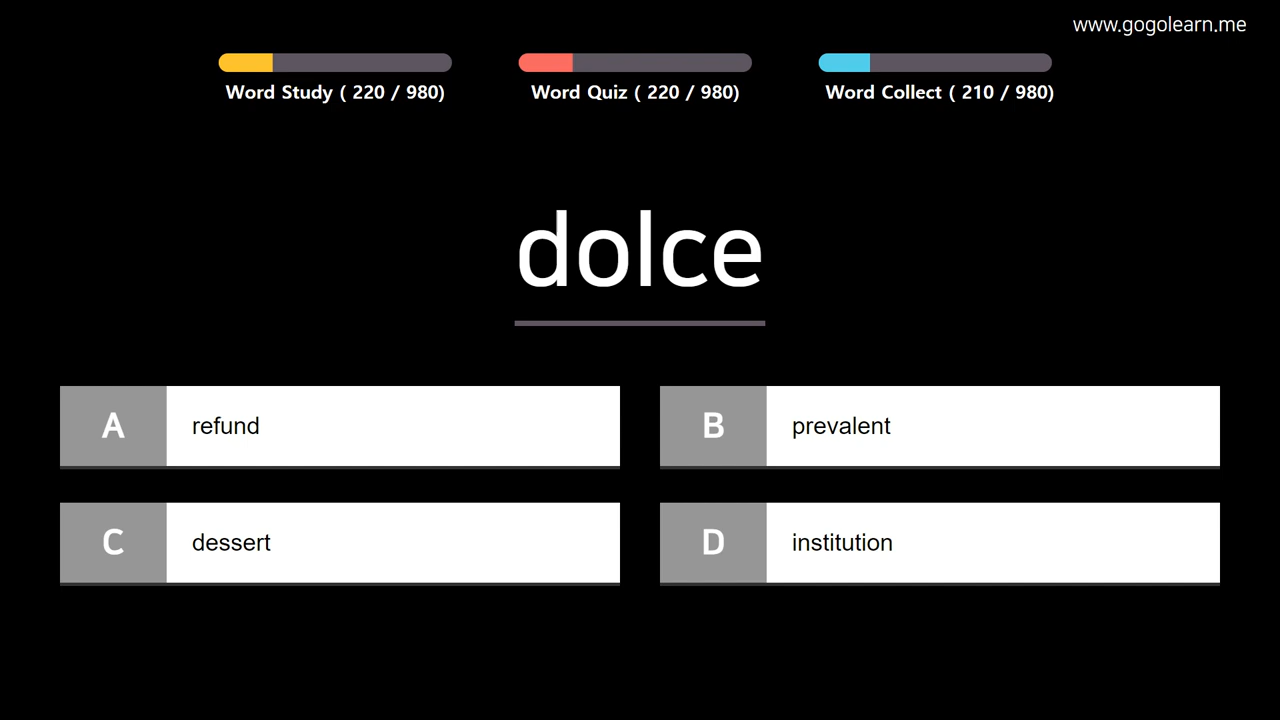 www.gogolearn.me
Word Study ( 220 / 980)
Word Quiz ( 220 / 980)
Word Collect ( 210 / 980)
dolce
A refund
B prevalent
C dessert
D institution